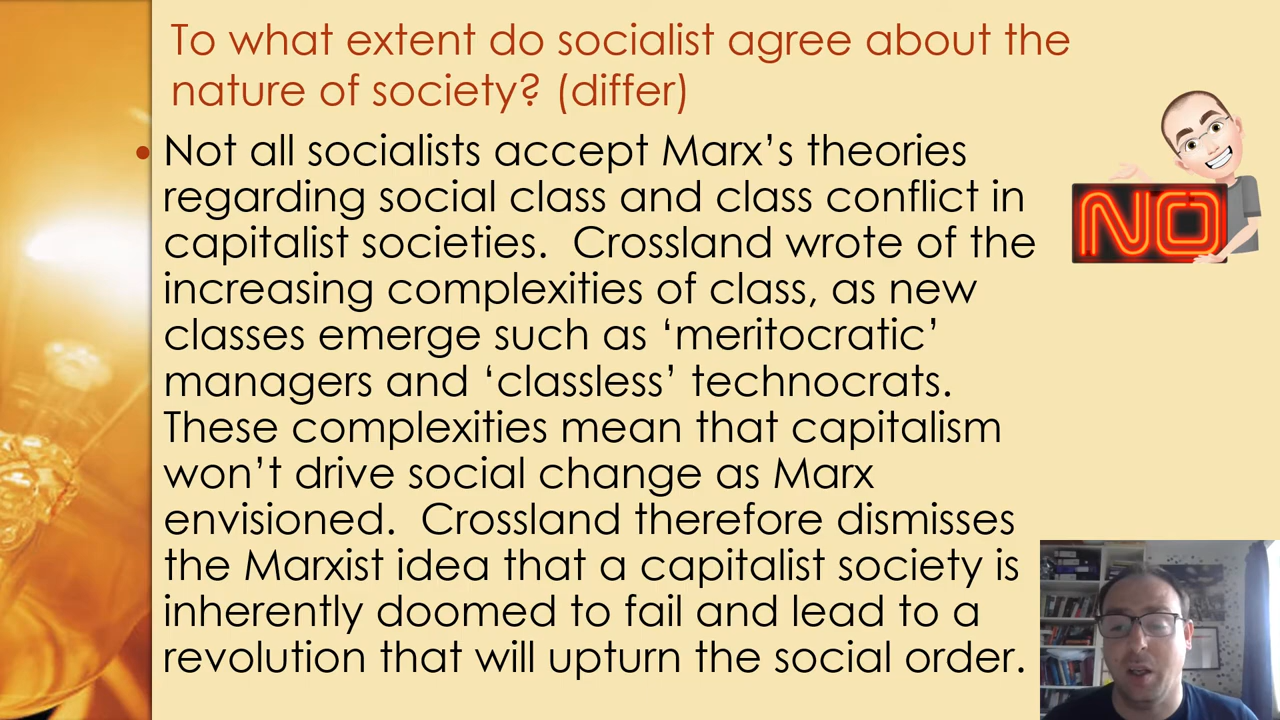 To what extent do socialist agree about the
nature of society? (differ)
• Not all socialists accept Marx’s theories
regarding social class and class conflict in
capitalist societies.  Crossland wrote of the
increasing complexities of class, as new
classes emerge such as ‘meritocratic’
managers and ‘classless’ technocrats.
These complexities mean that capitalism
won’t drive social change as Marx
envisioned.  Crossland therefore dismisses
the Marxist idea that a capitalist society is
inherently doomed to fail and lead to a
revolution that will upturn the social order.
NO